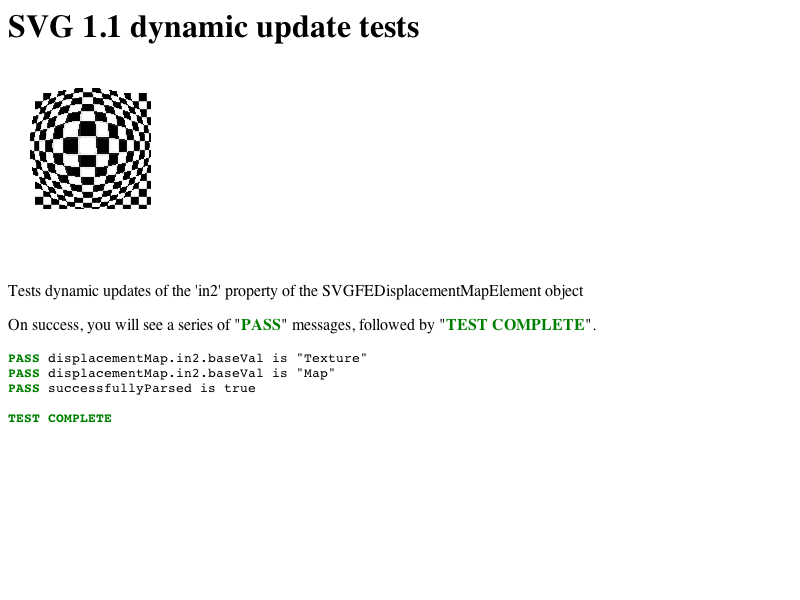 SVG 1.1 dynamic update tests
Tests dynamic updates of the 'in2' property of the SVGFEDisplacementMapElement object
On success, you will see a series of "PASS" messages, followed by "TEST COMPLETE".
PASS displacementMap.in2.baseVal is "Texture"
PASS displacementMap.in2.baseVal is "Map"
PASS successfullyParsed is true
TEST COMPLETE